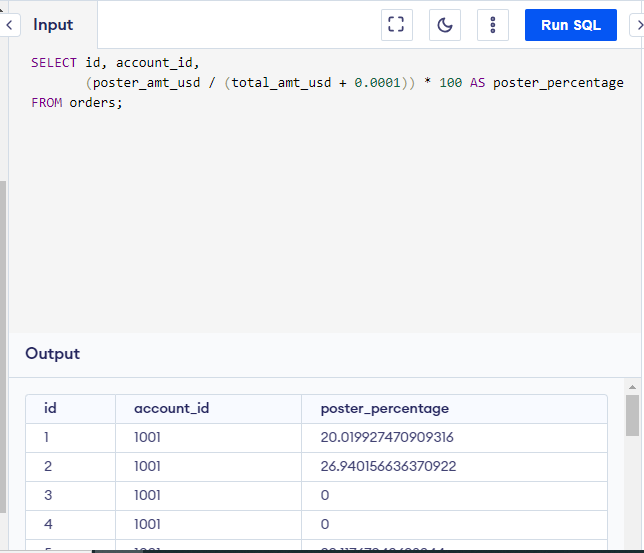 Input
Run SQL
SELECT id, account_id,
(poster_amt_usd / (total_amt_usd + 0.0001)) * 100 AS poster_percentage
FROM orders;
Output
id account_id poster_percentage
1 1001 20.019927470909316
2 1001 26.940156636370922
3 1001 0
4 1001 0